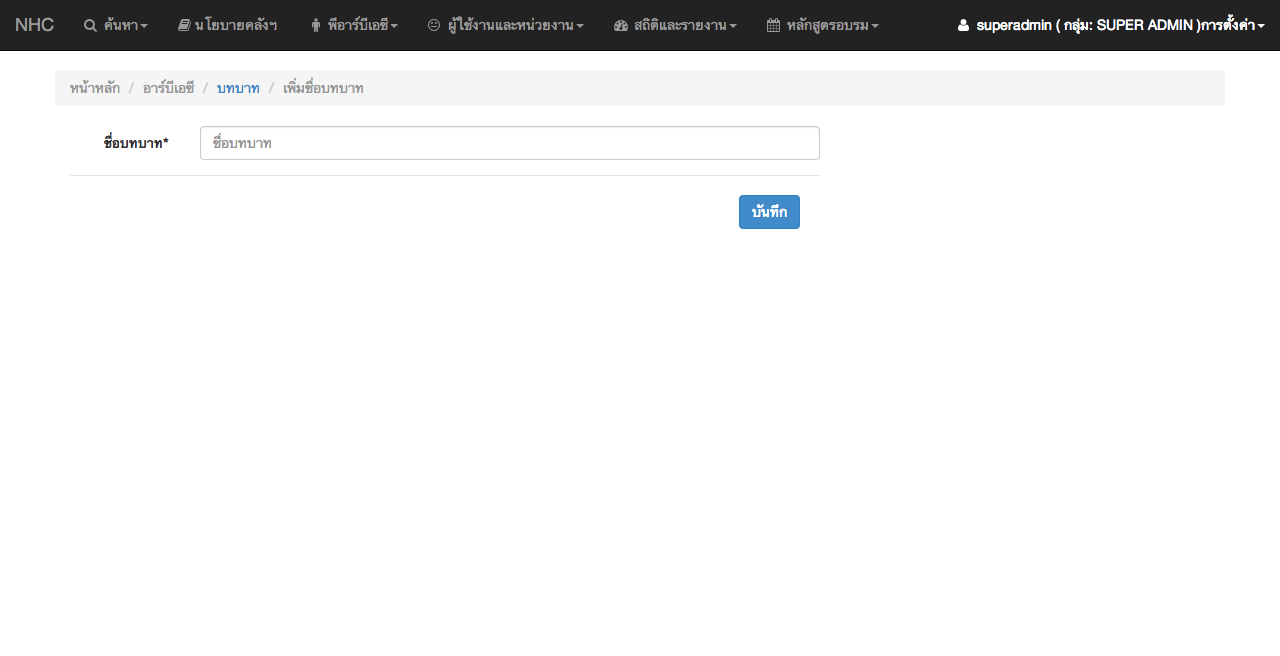 NHC ค้นหา นโยบายคลังฯ พีอาร์บีเอซี ผู้ใช้งานและหน่วยงาน สถิติและรายงาน หลักสูตรอบรม superadmin ( กลุ่ม: SUPER ADMIN )การตั้งค่า
หน้าหลัก / อาร์บีเอซี / บทบาท / เพิ่มชื่อบทบาท
ชื่อบทบาท* ชื่อบทบาท
บันทึก